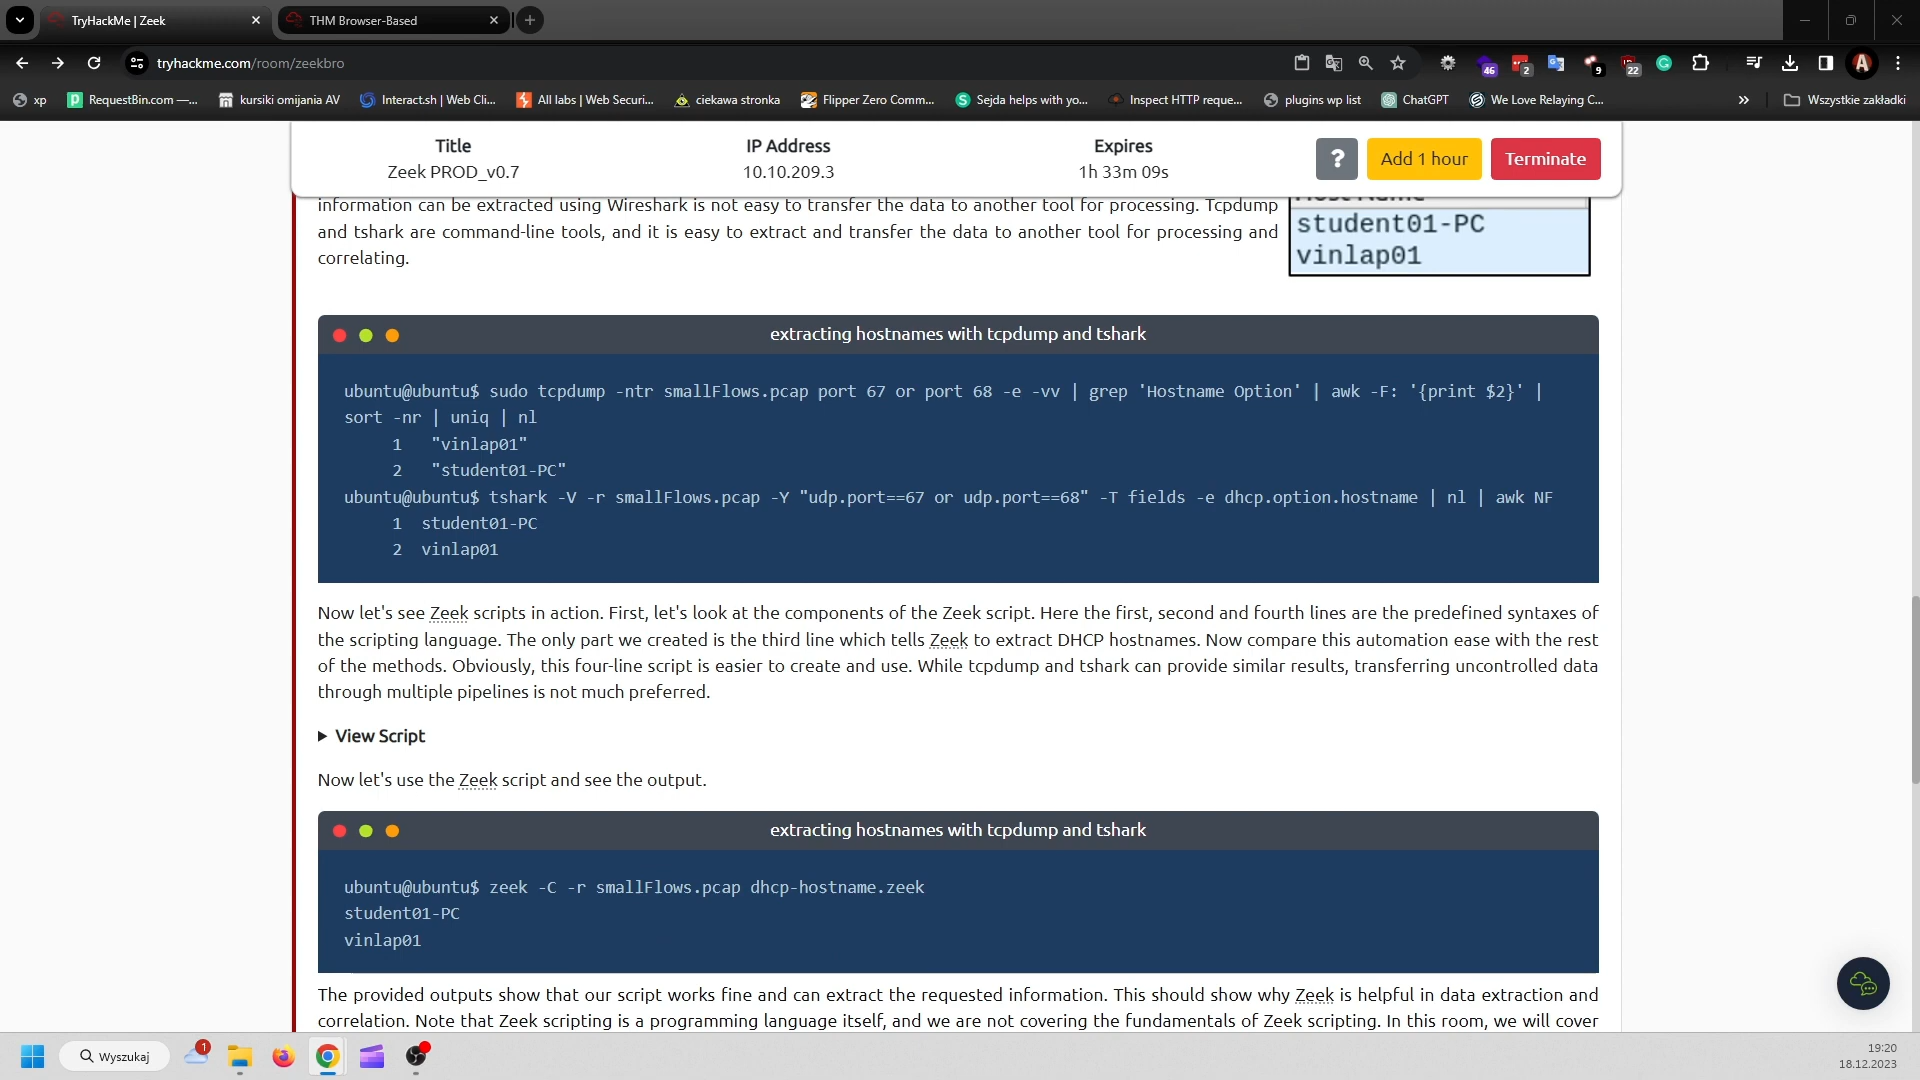 TryHackMe | Zeek
THM Browser-Based
tryhackme.com/room/zeekbro
46
2
9
22
A
xp
RequestBin.com —...
kursiki omijania AV
Interact.sh | Web Cli...
All labs | Web Securi...
ciekawa stronka
Flipper Zero Comm...
Sejda helps with yo...
Inspect HTTP reque...
plugins wp list
ChatGPT
We Love Relaying C...
»
Wszystkie zakładki
Title
IP Address
Expires
Zeek PROD_v0.7
10.10.209.3
1h 33m 09s
?
Add 1 hour
Terminate
information can be extracted using Wireshark is not easy to transfer the data to another tool for processing. Tcpdump
and tshark are command-line tools, and it is easy to extract and transfer the data to another tool for processing and
correlating.
Host Name
student01-PC
vinlap01
extracting hostnames with tcpdump and tshark
ubuntu@ubuntu$ sudo tcpdump -ntr smallFlows.pcap port 67 or port 68 -e -vv | grep 'Hostname Option' | awk -F: '{print $2}' |
sort -nr | uniq | nl
1 "vinlap01"
2 "student01-PC"
ubuntu@ubuntu$ tshark -V -r smallFlows.pcap -Y "udp.port==67 or udp.port==68" -T fields -e dhcp.option.hostname | nl | awk NF
1 student01-PC
2 vinlap01
Now let's see Zeek scripts in action. First, let's look at the components of the Zeek script. Here the first, second and fourth lines are the predefined syntaxes of
the scripting language. The only part we created is the third line which tells Zeek to extract DHCP hostnames. Now compare this automation ease with the rest
of the methods. Obviously, this four-line script is easier to create and use. While tcpdump and tshark can provide similar results, transferring uncontrolled data
through multiple pipelines is not much preferred.
View Script
Now let's use the Zeek script and see the output.
extracting hostnames with tcpdump and tshark
ubuntu@ubuntu$ zeek -C -r smallFlows.pcap dhcp-hostname.zeek
student01-PC
vinlap01
The provided outputs show that our script works fine and can extract the requested information. This should show why Zeek is helpful in data extraction and
correlation. Note that Zeek scripting is a programming language itself, and we are not covering the fundamentals of Zeek scripting. In this room, we will cover
Wyszukaj
1
19:20
18.12.2023